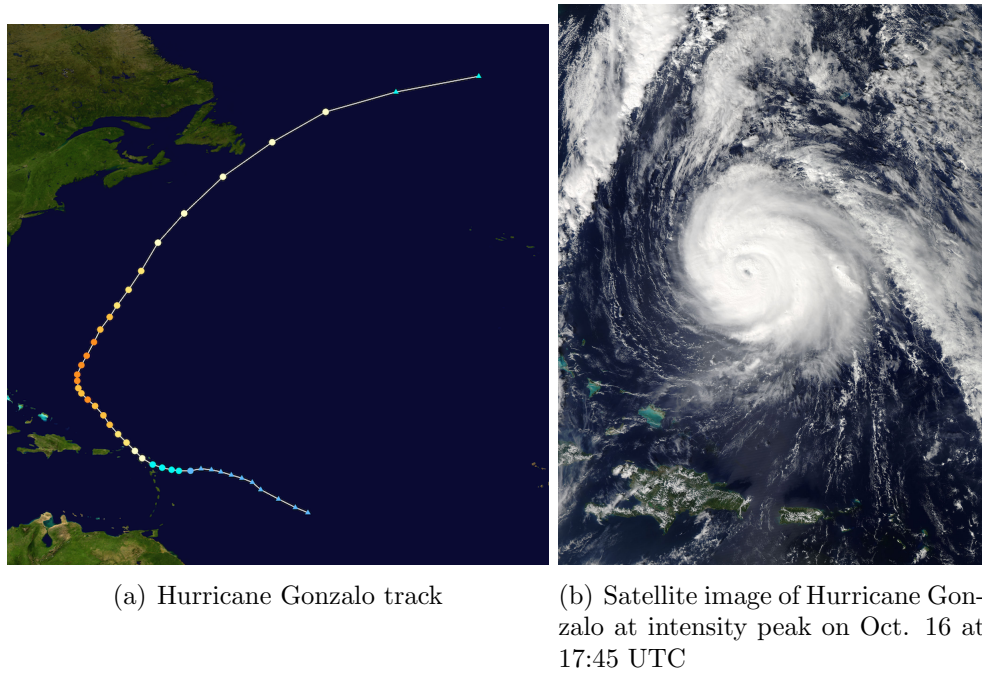 (a) Hurricane Gonzalo track
(b) Satellite image of Hurricane Gon-
zalo at intensity peak on Oct. 16 at
17:45 UTC